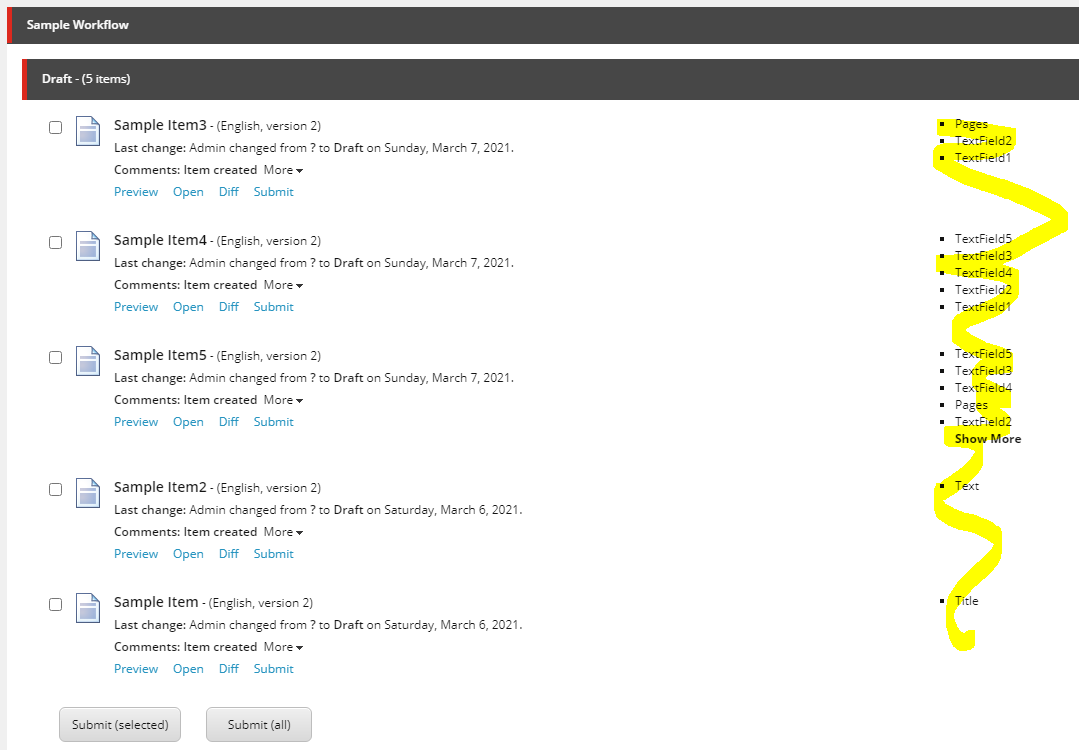 Sample Workflow
Draft - (5 items)
Sample Item3 - (English, version 2)
Last change: Admin changed from ? to Draft on Sunday, March 7, 2021.
Comments: Item created More
Preview Open Diff Submit
Pages
TextField2
TextField1
Sample Item4 - (English, version 2)
Last change: Admin changed from ? to Draft on Sunday, March 7, 2021.
Comments: Item created More
Preview Open Diff Submit
TextField5
TextField3
TextField4
TextField2
TextField1
Sample Item5 - (English, version 2)
Last change: Admin changed from ? to Draft on Sunday, March 7, 2021.
Comments: Item created More
Preview Open Diff Submit
TextField5
TextField3
TextField4
Pages
TextField2
Show More
Sample Item2 - (English, version 2)
Last change: Admin changed from ? to Draft on Saturday, March 6, 2021.
Comments: Item created More
Preview Open Diff Submit
Text
Sample Item - (English, version 2)
Last change: Admin changed from ? to Draft on Saturday, March 6, 2021.
Comments: Item created More
Preview Open Diff Submit
Title
Submit (selected) Submit (all)